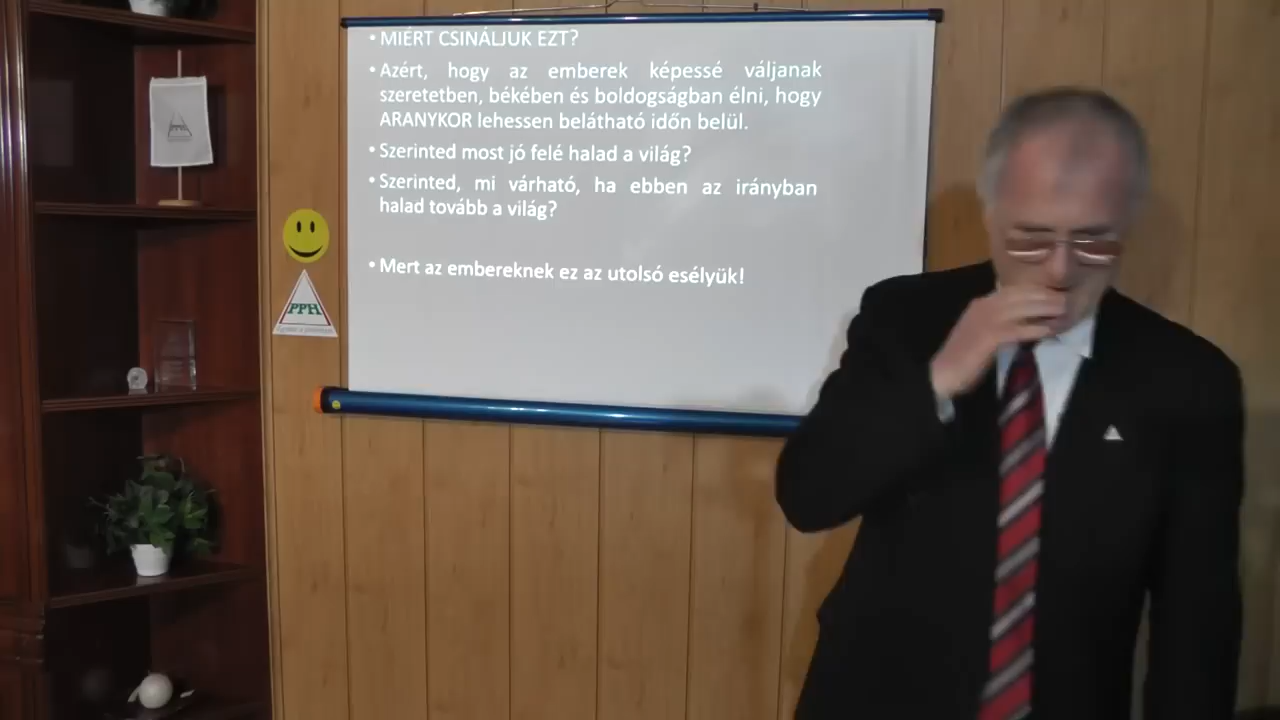 • MIÉRT CSINÁLJUK EZT?
• Azért, hogy az emberek képessé váljanak
szeretetben, békében és boldogságban élni, hogy
ARANYKOR lehessen belátható időn belül.
• Szerinted most jó felé halad a világ?
• Szerinted, mi várható, ha ebben az irányban
halad tovább a világ?
• Mert az embereknek ez az utolsó esélyük!
PPH
PPH